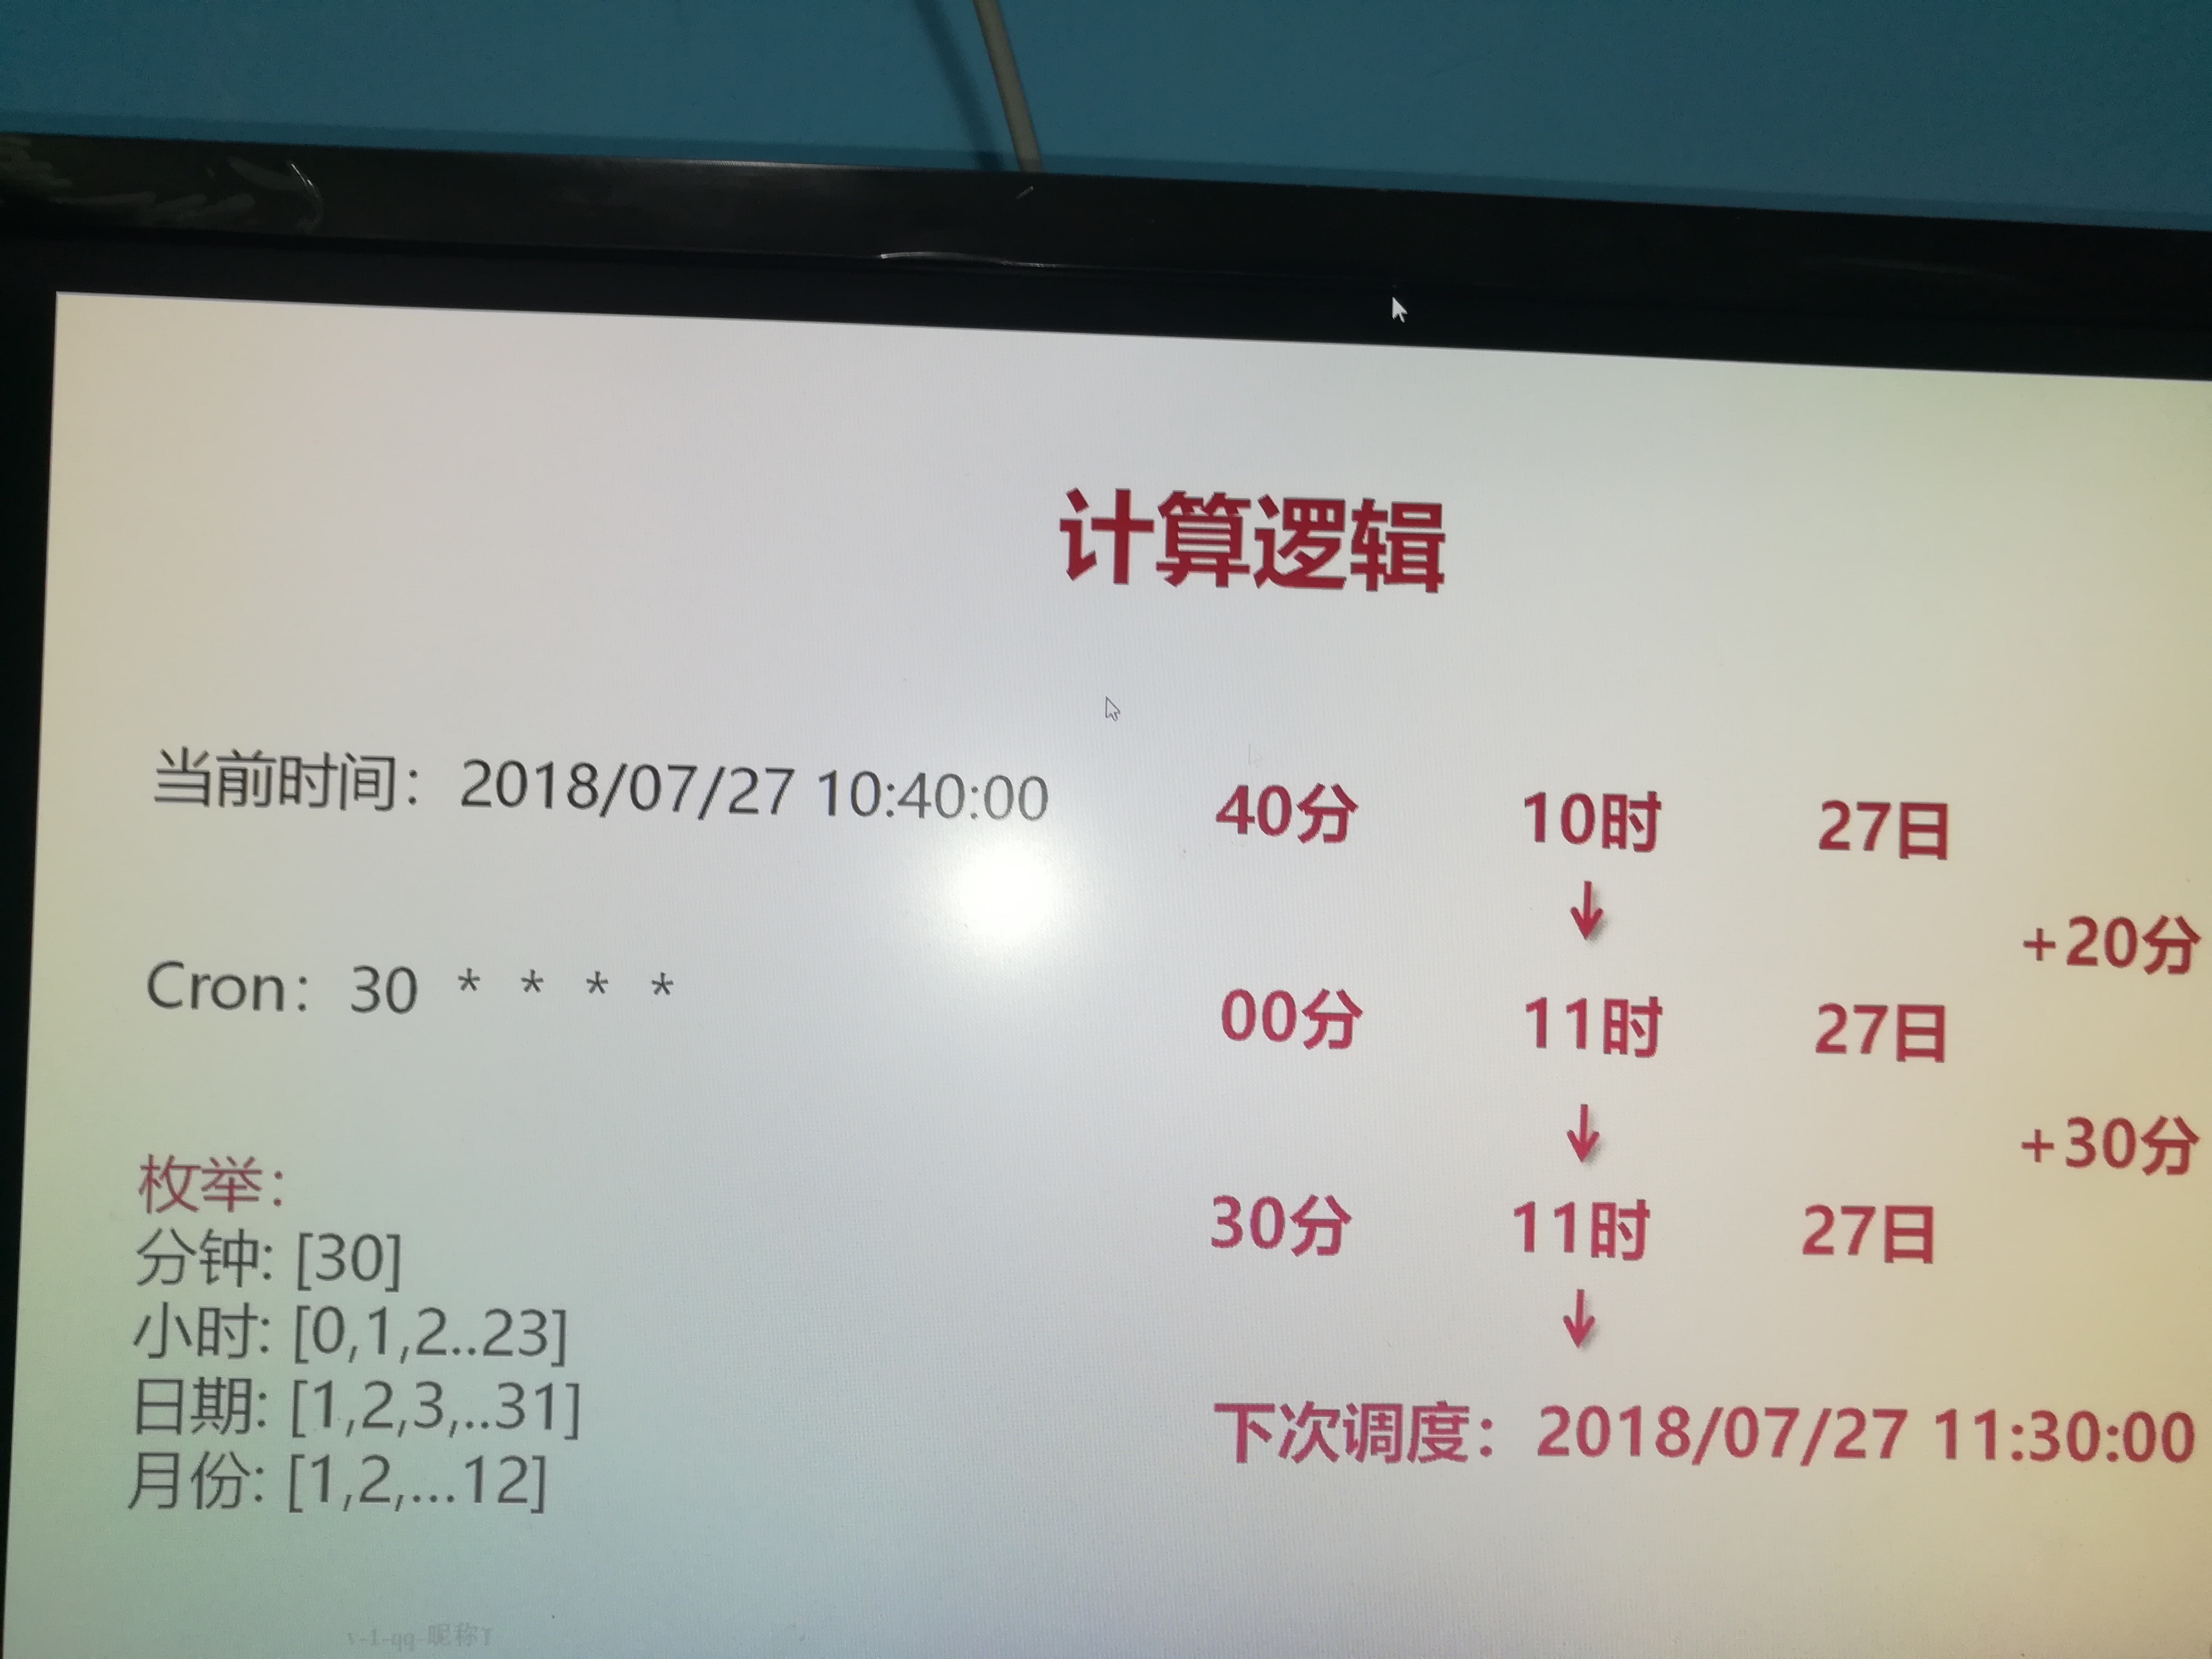 计算逻辑
当前时间：2018/07/27 10:40:00
Cron：30 * * * *
枚举：
分钟: [30]
小时: [0,1,2..23]
日期: [1,2,3,..31]
月份: [1,2,...12]
40分 10时 27日
↓
+20分
00分 11时 27日
↓
+30分
30分 11时 27日
↓
下次调度：2018/07/27 11:30:00
v-1-qq-昵称T